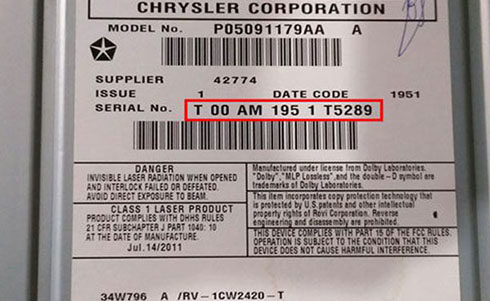 CHRYSLER CORPORATION
MODEL No. P05091179AA A
SUPPLIER 42774
ISSUE 1 DATE CODE 1951
SERIAL No. T 00 AM 195 1 T5289
DANGER
INVISIBLE LASER RADIATION WHEN OPENED
AND INTERLOCK FAILED OR DEFEATED.
AVOID DIRECT EXPOSURE TO BEAM.
CLASS 1 LASER PRODUCT
PRODUCT COMPLIES WITH DHHS RULES
21 CFR SUBCHAPTER J PART 1040: 10
AT THE DATE OF MANUFACTURE.
Jul.14/2011
Manufactured under license from Dolby Laboratories.
"Dolby", "MLP Lossless", and the double-D symbol are
trademarks of Dolby Laboratories.
This item incorporates copy protection technology that
is protected by U.S.patents and other intellectual
property rights of Rovi Corporation. Reverse
engineering and disassembly are prohibited.
THIS DEVICE COMPLIES WITH PART 15 OF THE FCC RULES.
OPERATION IS SUBJECT TO THE CONDITION THAT THIS
DEVICE DOES NOT CAUSE HARMFUL INTERFERENCE.
34W796 A /RV-1CW2420-T